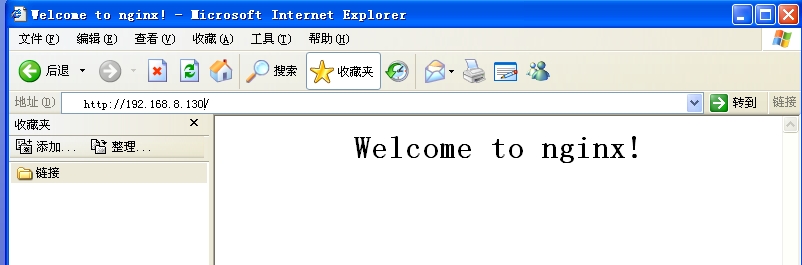 Welcome to nginx! - Microsoft Internet Explorer
文件(F) 编辑(E) 查看(V) 收藏(A) 工具(T) 帮助(H)
后退 搜索 收藏夹
地址(D) http://192.168.8.130/ 转到 链接
收藏夹
添加... 整理...
链接
Welcome to nginx!